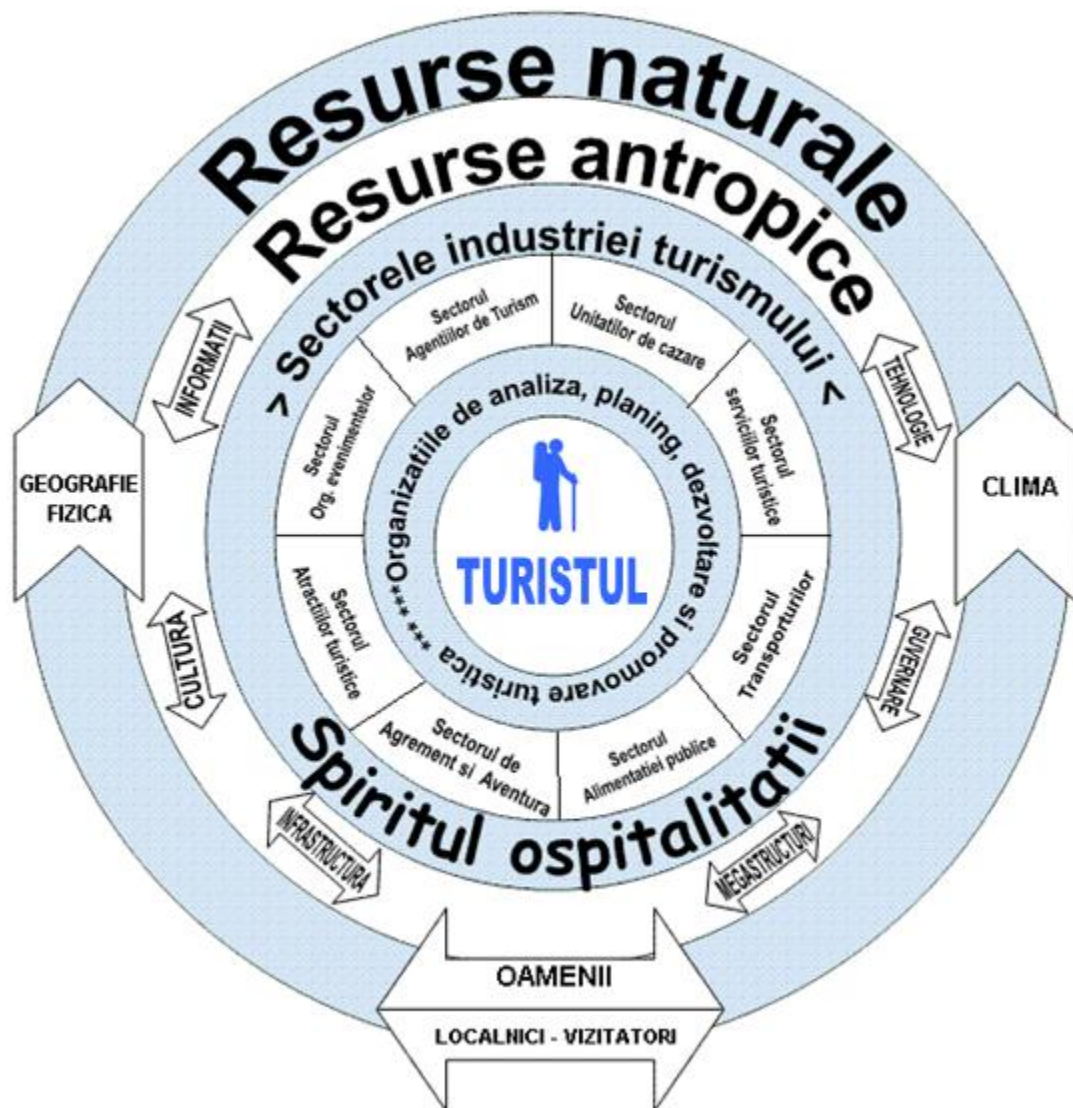 Resurse naturale
Resurse antropice
> Sectorele industriei turismului <
Sectorul
Agentiilor de Turism
Sectorul
Unitatilor de cazare
Sectorul
serviciilor turistice
Sectorul
Transporturilor
Sectorul
Alimentatiei publice
Sectorul de
Agrement si Aventura
Sectorul
Atractiilor turistice
Sectorul
Org. evenimentelor
******Organizatiile de analiza, planing, dezvoltare si promovare turistica
TURISTUL
Spiritul ospitalitatii
INFORMATII
TEHNOLOGIE
GEOGRAFIE
FIZICA
CLIMA
CULTURA
GUVERNARE
INFRASTRUCTURA
MEGASTRUCTURI
OAMENII
LOCALNICI - VIZITATORI